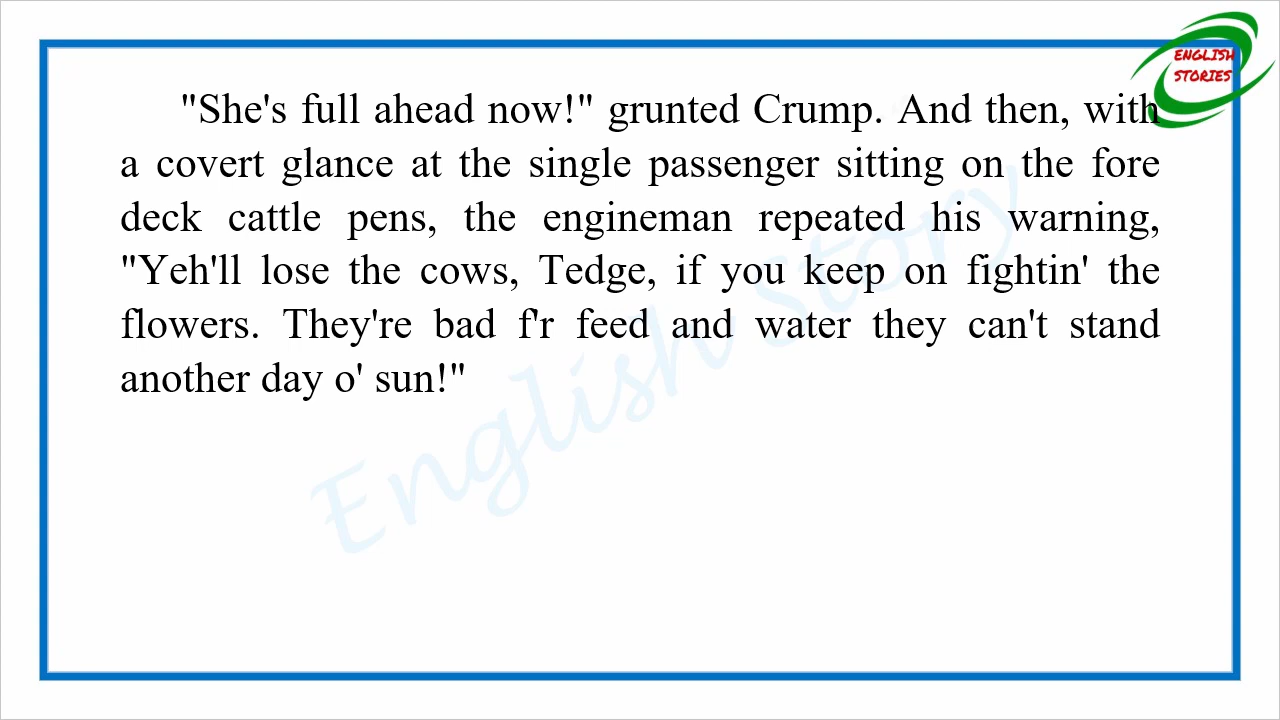 ENGLISH
STORIES
"She's full ahead now!" grunted Crump. And then, with
a covert glance at the single passenger sitting on the fore
deck cattle pens, the engineman repeated his warning,
"Yeh'll lose the cows, Tedge, if you keep on fightin' the
flowers. They're bad f'r feed and water they can't stand
another day o' sun!"
English Story